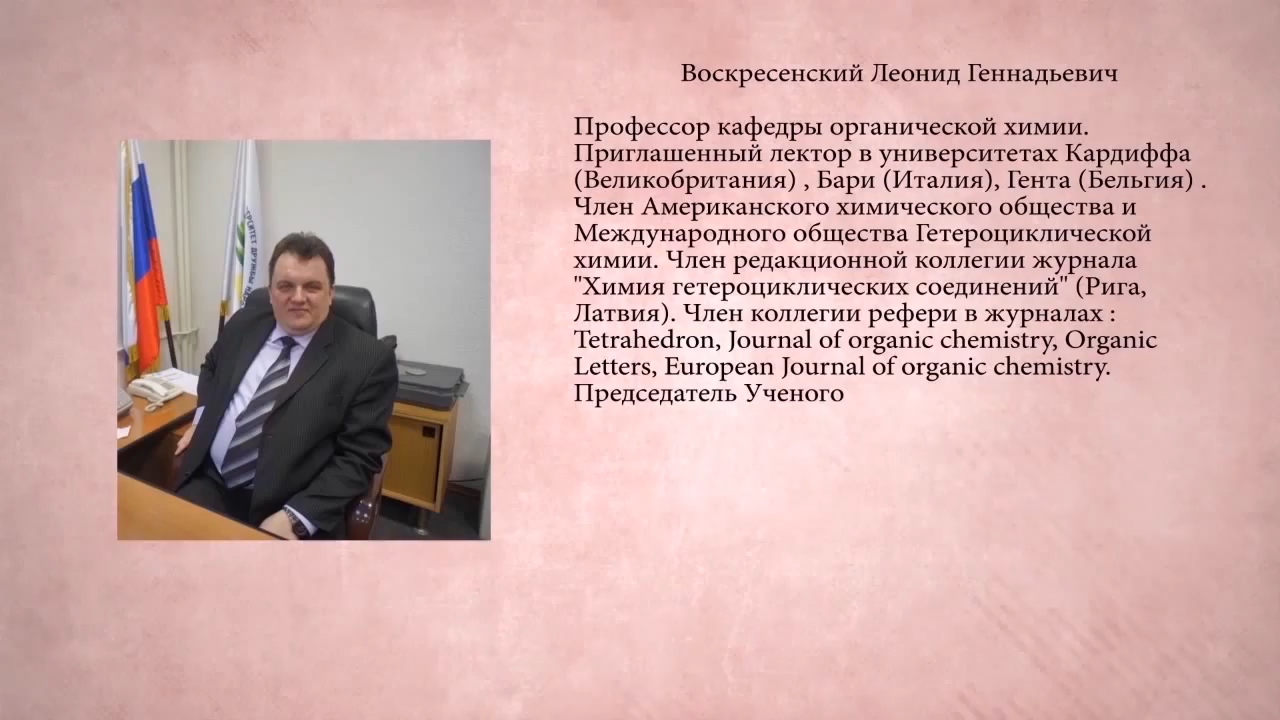 Воскресенский Леонид Геннадьевич
Профессор кафедры органической химии.
Приглашенный лектор в университетах Кардиффа
(Великобритания) , Бари (Италия), Гента (Бельгия) .
Член Американского химического общества и
Международного общества Гетероциклической
химии. Член редакционной коллегии журнала
"Химия гетероциклических соединений" (Рига,
Латвия). Член коллегии рефери в журналах :
Tetrahedron, Journal of organic chemistry, Organic
Letters, European Journal of organic chemistry.
Председатель Ученого